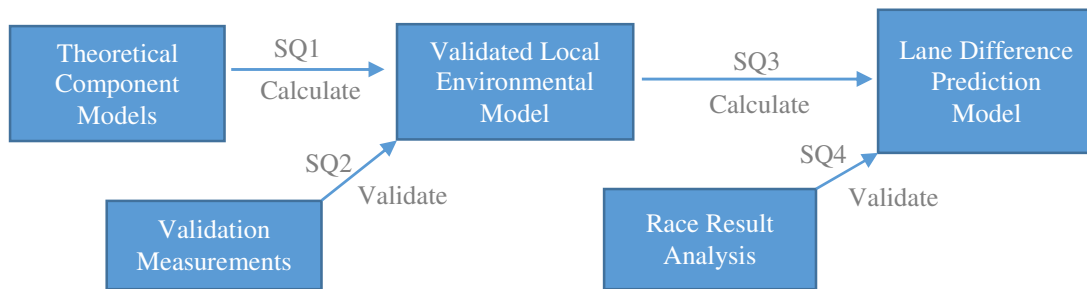 Theoretical
Component
Models
SQ1
Calculate
Validated Local
Environmental
Model
SQ3
Calculate
Lane Difference
Prediction
Model
SQ2
Validate
Validation
Measurements
SQ4
Validate
Race Result
Analysis